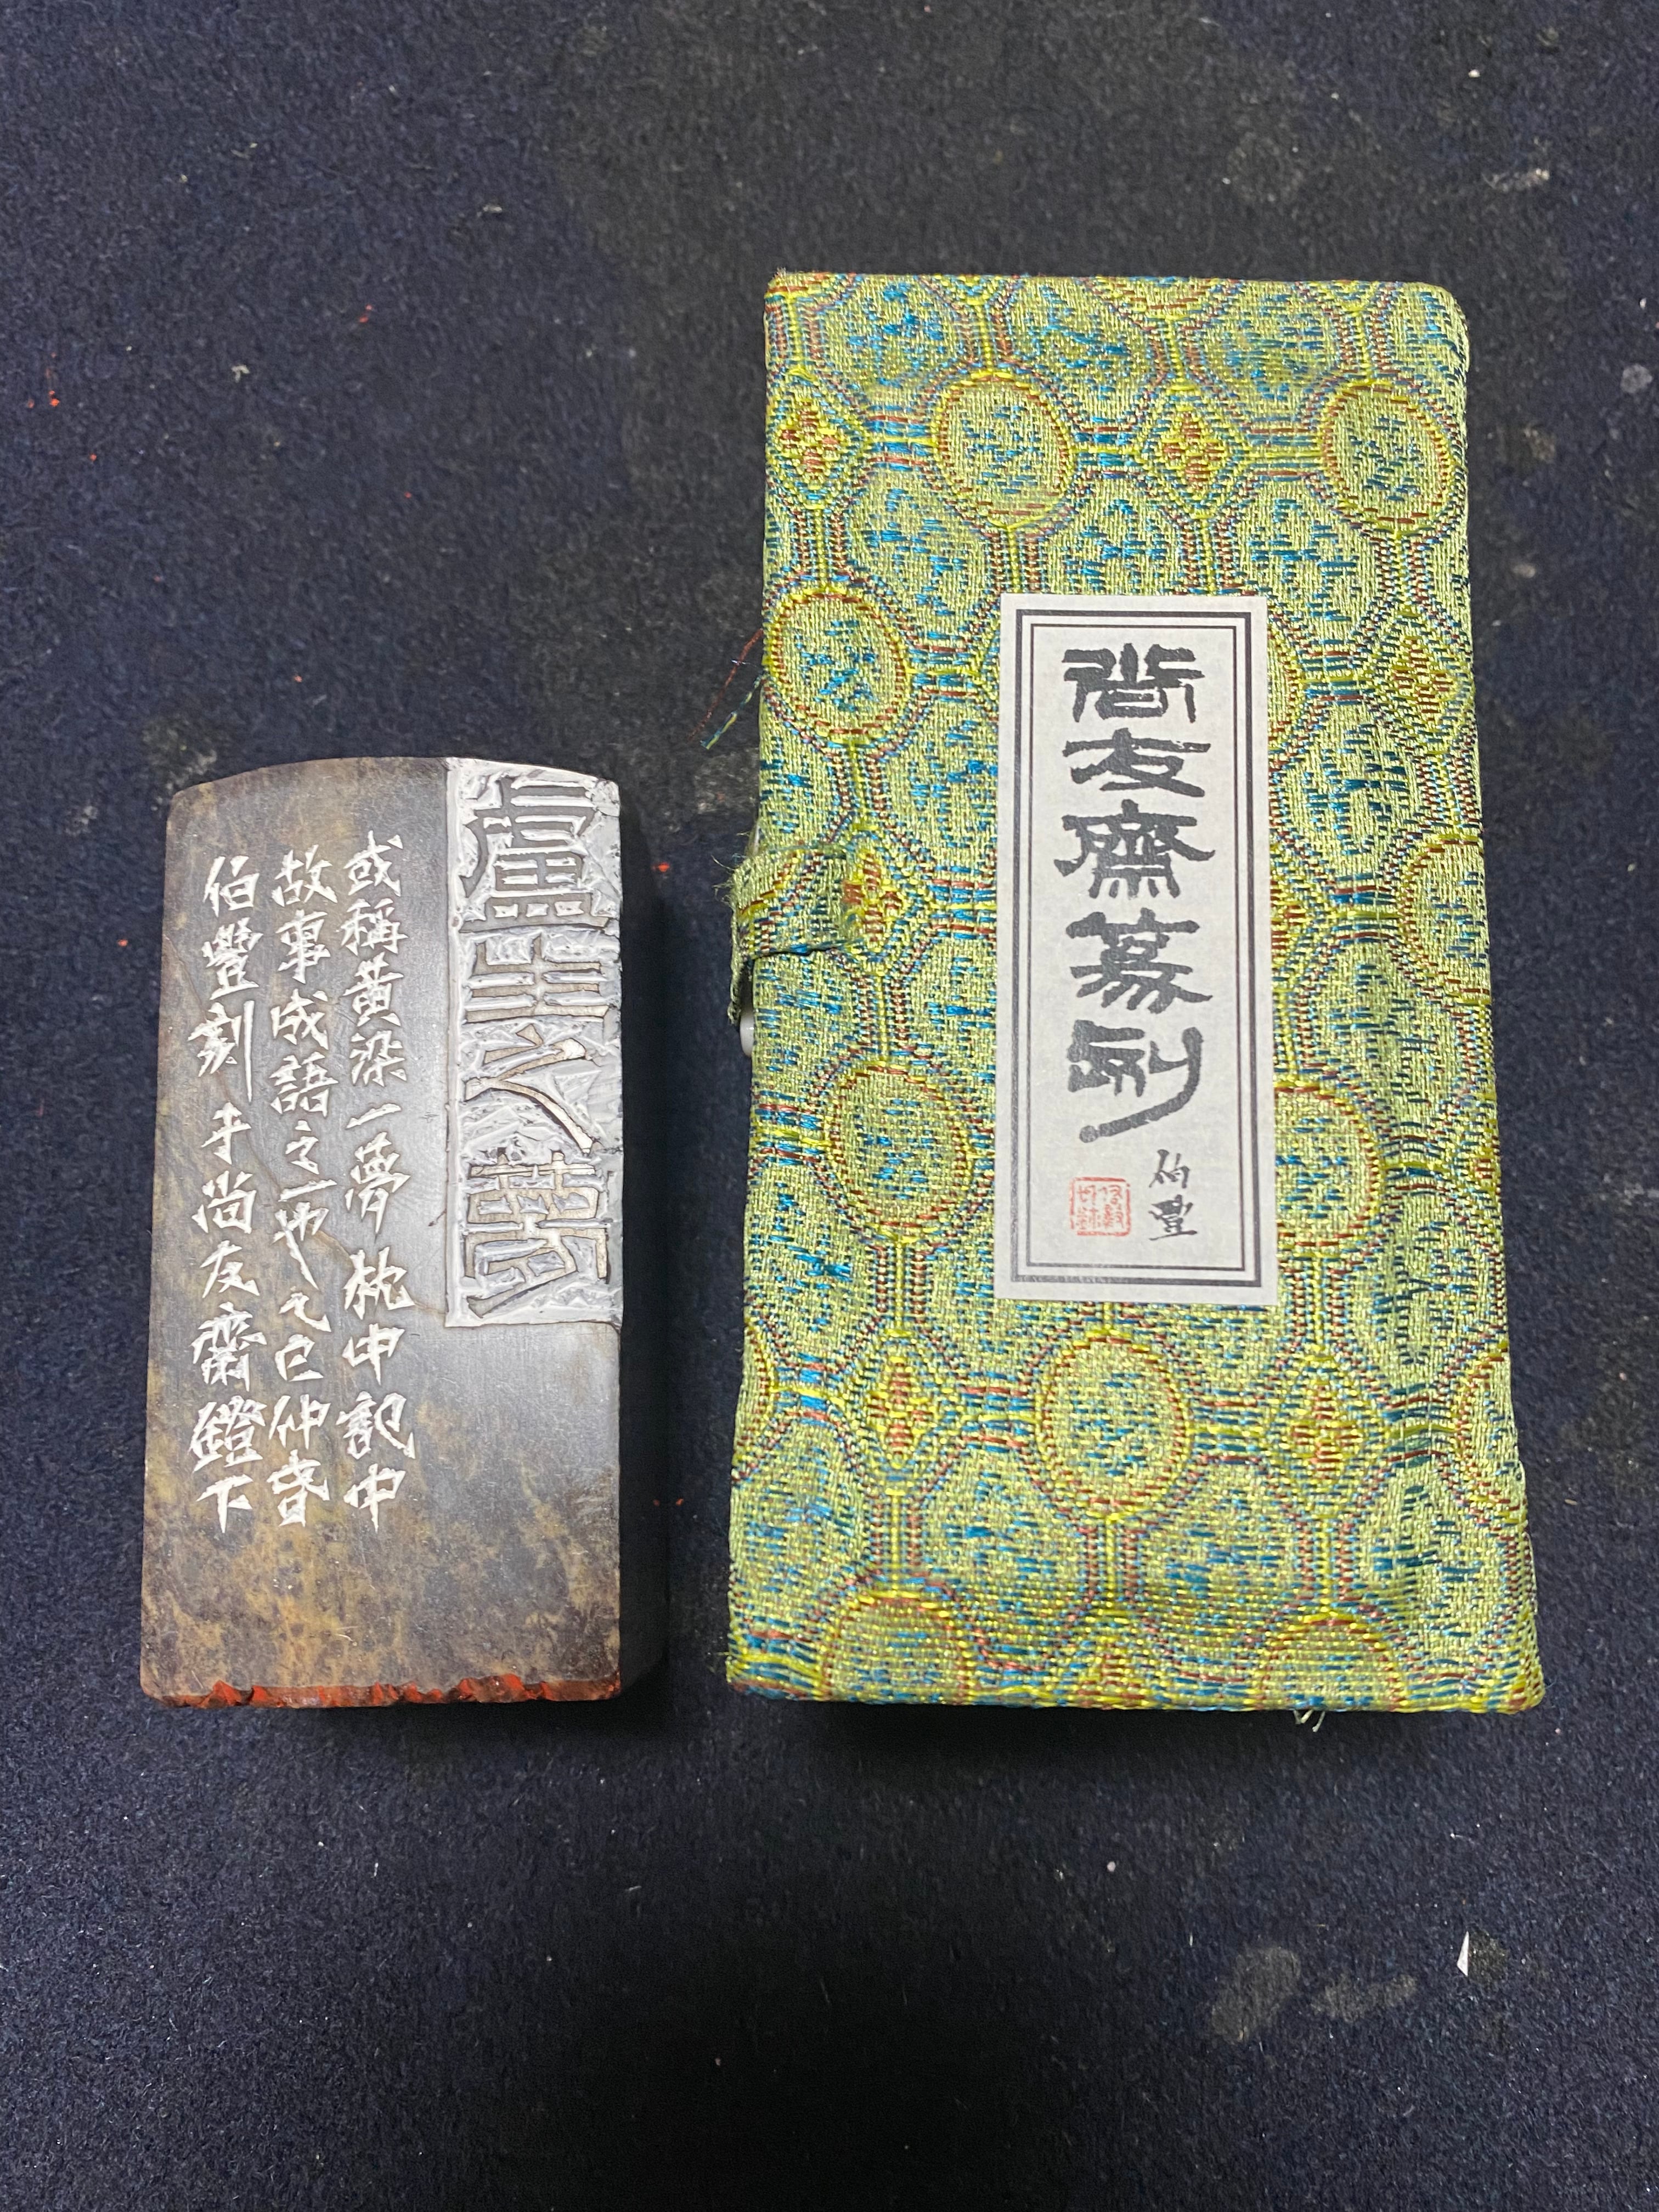 盧生之夢
或稱黃梁一夢枕中記中
故事成語之一也乙巳仲春
伯豐刻于尚友齋鐙下
尚友齋篆刻
伯豐